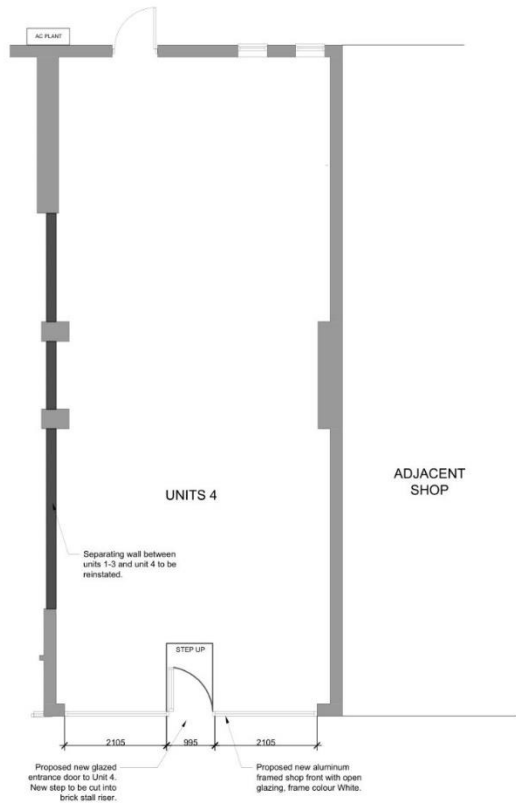 AC PLANT
UNITS 4
ADJACENT
SHOP
Separating wall between
units 1-3 and unit 4 to be
reinstated.
STEP UP
2105
995
2105
Proposed new glazed
entrance door to Unit 4.
New step to be cut into
brick stall riser.
Proposed new aluminum
framed shop front with open
glazing, frame colour White.